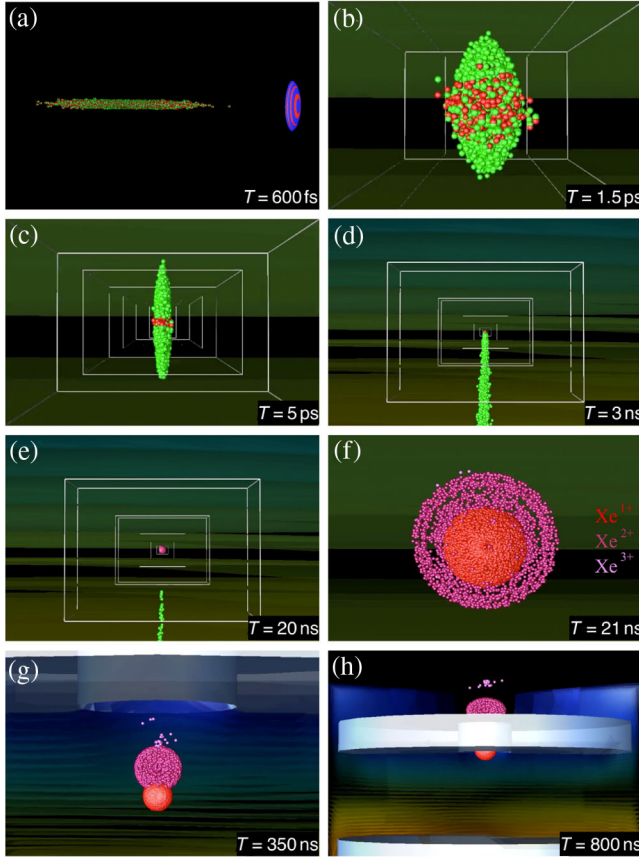 (a)
T = 600 fs
(b)
T = 1.5 ps
(c)
T = 5 ps
(d)
T = 3 ns
(e)
T = 20 ns
(f)
Xe1+
Xe2+
Xe3+
T = 21 ns
(g)
T = 350 ns
(h)
T = 800 ns